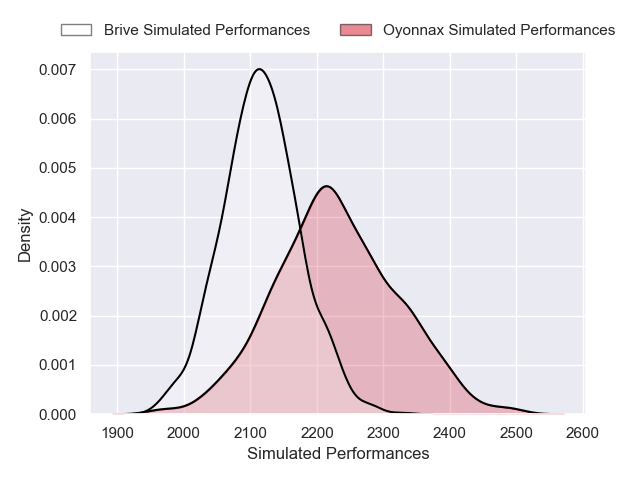 Brive Simulated Performances
Oyonnax Simulated Performances
0.007
0.006
0.005
0.004
0.003
0.002
0.001
0.000
Density
1900 2000 2100 2200 2300 2400 2500 2600
Simulated Performances